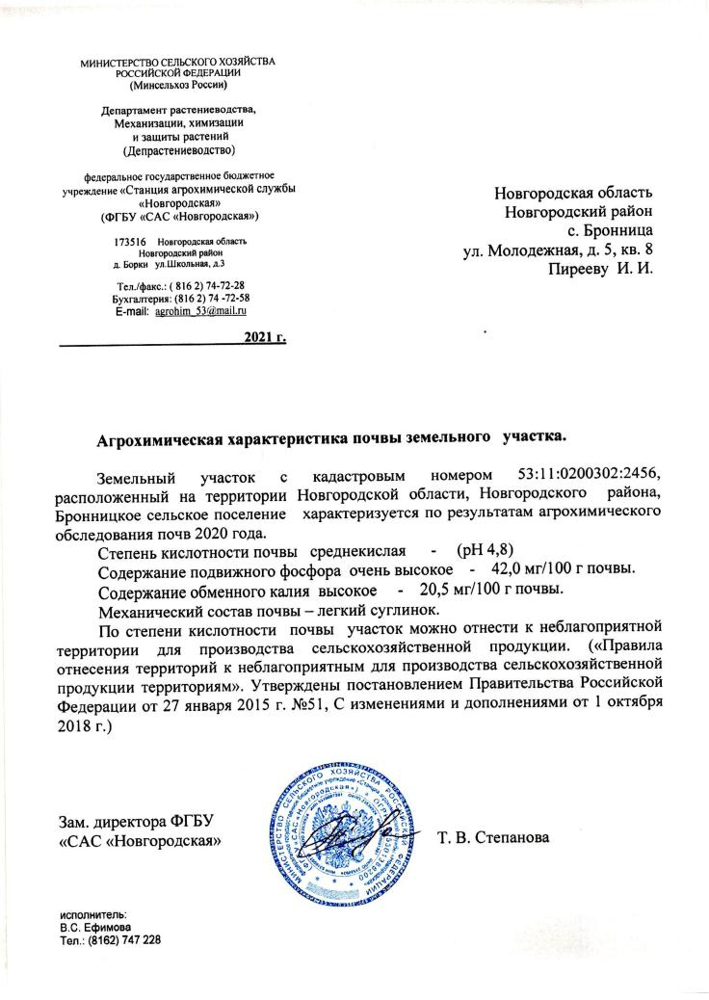 МИНИСТЕРСТВО СЕЛЬСКОГО ХОЗЯЙСТВА
РОССИЙСКОЙ ФЕДЕРАЦИИ
(Минсельхоз России)
Департамент растениеводства,
Механизации, химизации
и защиты растений
(Депрастениеводство)
федеральное государственное бюджетное
учреждение «Станция агрохимической службы
«Новгородская»
(ФГБУ «САС «Новгородская»)
173516 Новгородская область
Новгородский район
д. Борки ул.Школьная, д.3
Тел./факс.: ( 816 2) 74-72-28
Бухгалтерия: (816 2) 74 -72-58
E-mail: agrohim_53@mail.ru
2021 г.
Новгородская область
Новгородский район
с. Бронница
ул. Молодежная, д. 5, кв. 8
Пирееву И. И.
Агрохимическая характеристика почвы земельного участка.
Земельный участок с кадастровым номером 53:11:0200302:2456,
расположенный на территории Новгородской области, Новгородского района,
Бронницкое сельское поселение характеризуется по результатам агрохимического
обследования почв 2020 года.
Степень кислотности почвы среднекислая - (pH 4,8)
Содержание подвижного фосфора очень высокое - 42,0 мг/100 г почвы.
Содержание обменного калия высокое - 20,5 мг/100 г почвы.
Механический состав почвы – легкий суглинок.
По степени кислотности почвы участок можно отнести к неблагоприятной
территории для производства сельскохозяйственной продукции. («Правила
отнесения территорий к неблагоприятным для производства сельскохозяйственной
продукции территориям». Утверждены постановлением Правительства Российской
Федерации от 27 января 2015 г. №51, С изменениями и дополнениями от 1 октября
2018 г.)
Зам. директора ФГБУ
«САС «Новгородская»
МИНИСТЕРСТВО СЕЛЬСКОГО ХОЗЯЙСТВА РОССИЙСКОЙ ФЕДЕРАЦИИ
Т. В. Степанова
исполнитель:
В.С. Ефимова
Тел.: (8162) 747 228